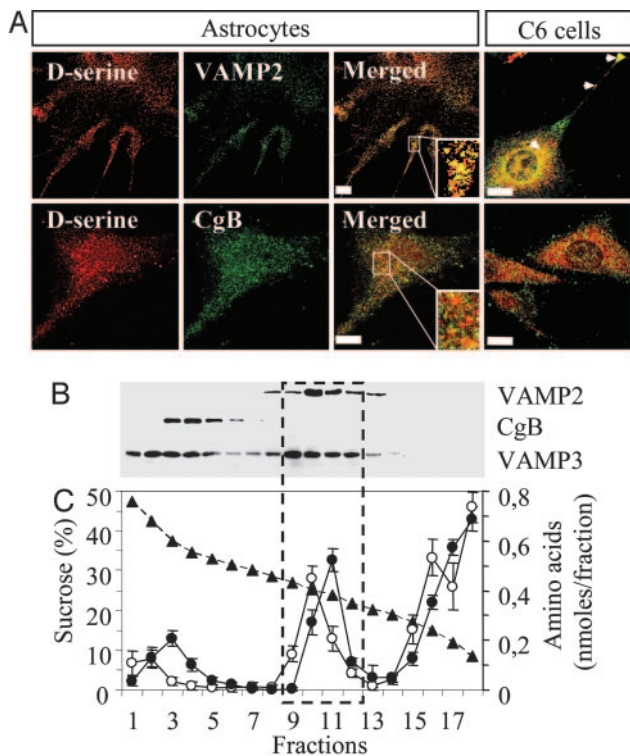 A
Astrocytes C6 cells
D-serine VAMP2 Merged
D-serine CgB Merged
B
VAMP2
CgB
VAMP3
C
50 0,8
40 0,6
30
0,4
20
10 0,2
0 0
Sucrose (%)
Amino acids
(nmoles/fraction)
1 3 5 7 9 11 13 15 17
Fractions